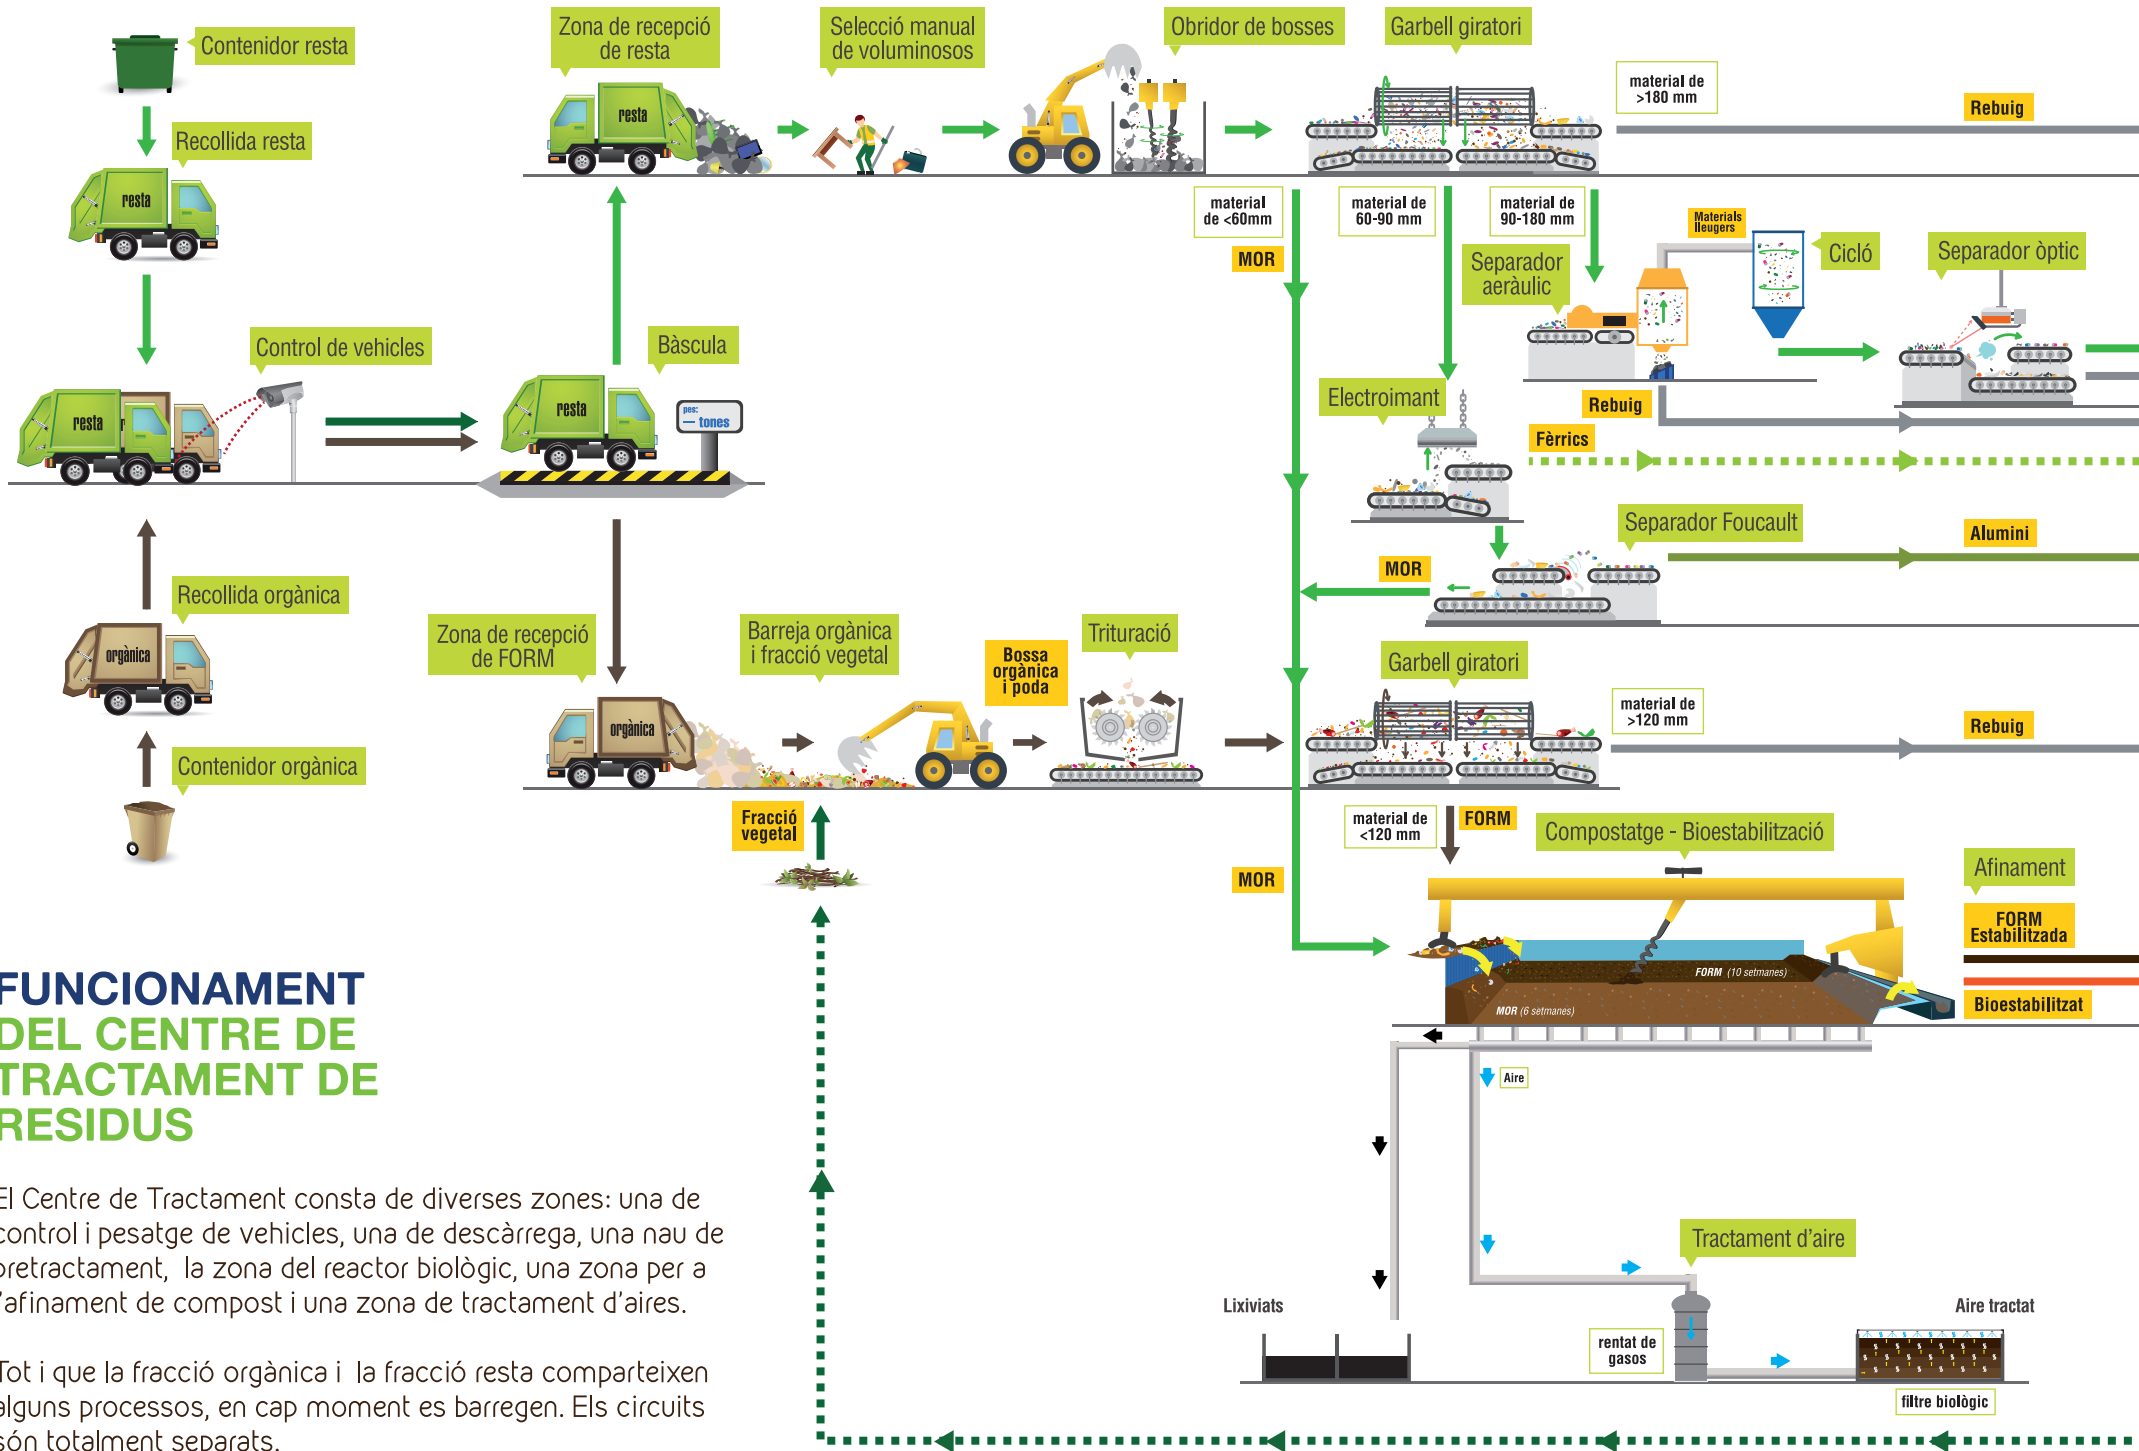 Contenidor resta
Recollida resta
resta
Control de vehicles
resta
Bàscula
resta
pes:
tones
Recollida orgànica
orgànica
Contenidor orgànica
Zona de recepció
de resta
resta
Selecció manual
de voluminosos
Obridor de bosses
Garbell giratori
material de
>180 mm
Rebuig
material
de <60mm
MOR
material de
60-90 mm
material de
90-180 mm
Separador
aeràulic
Materials
lleugers
Cicló
Separador òptic
Electroimant
Rebuig
Fèrrics
Separador Foucault
Alumini
MOR
Zona de recepció
de FORM
orgànica
Barreja orgànica
i fracció vegetal
Bossa
orgànica
i poda
Trituració
Garbell giratori
material de
>120 mm
Rebuig
Fracció
vegetal
material de
<120 mm
FORM
MOR
Compostatge - Bioestabilització
FORM (10 setmanes)
MOR (6 setmanes)
Afinament
FORM
Estabilitzada
Bioestabilitzat
Aire
Tractament d'aire
Lixiviats
rentat de
gasos
Aire tractat
filtre biològic
FUNCIONAMENT
DEL CENTRE DE
TRACTAMENT DE
RESIDUS
El Centre de Tractament consta de diverses zones: una de
control i pesatge de vehicles, una de descàrrega, una nau de
pretractament, la zona del reactor biològic, una zona per a
l'afinament de compost i una zona de tractament d'aires.
Tot i que la fracció orgànica i la fracció resta comparteixen
alguns processos, en cap moment es barregen. Els circuits
són totalment separats.